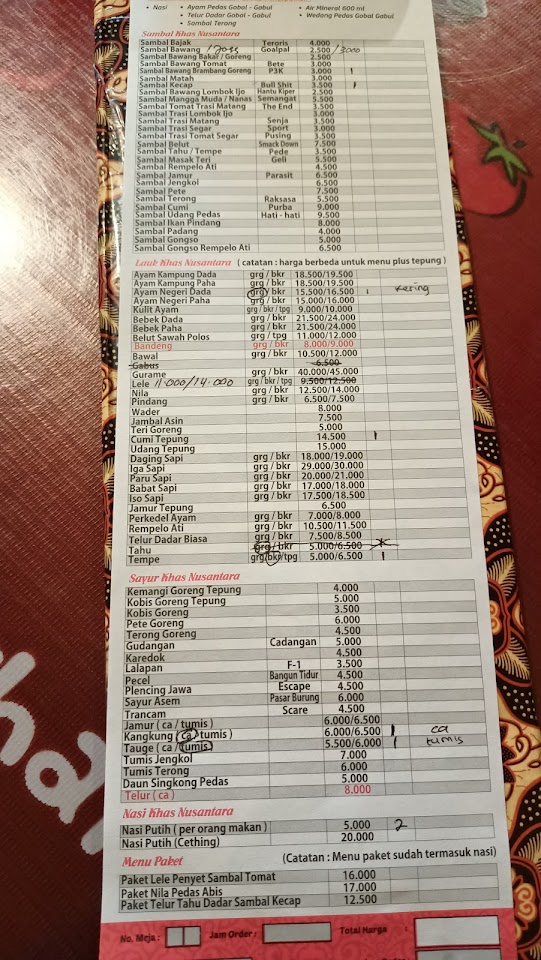 • Nasi • Ayam Pedas Gobal - Gabul • Air Mineral 600 ml
• Telur Dadar Gobal - Gabul • Wedang Pedas Gobal Gabul
• Sambal Terong
Sambal Khas Nusantara
Sambal Bajak Teroris 4.000
Sambal Bawang / Joss Goalpal 2.500 / 3000
Sambal Bawang Bakar / Goreng 2.500
Sambal Bawang Tomat Bete 3.000
Sambal Bawang Brambang Goreng P3K 3.000 1
Sambal Matah 3.000
Sambal Kecap Bull Shit 3.500 1
Sambal Bawang Lombok Ijo Hantu Kiper 2.500
Sambal Mangga Muda / Nanas Semangat 5.500
Sambal Tomat Trasi Matang The End 3.500
Sambal Trasi Lombok Ijo 3.000
Sambal Trasi Matang Senja 3.500
Sambal Trasi Segar Sport 3.000
Sambal Trasi Tomat Segar Pusing 3.500
Sambal Belut Smack Down 7.500
Sambal Tahu / Tempe Pede 3.500
Sambal Masak Teri Geli 5.500
Sambal Rempelo Ati 4.500
Sambal Jamur Parasit 6.500
Sambal Jengkol 6.500
Sambal Pete 7.500
Sambal Terong Raksasa 5.500
Sambal Cumi Purba 9.000
Sambal Udang Pedas Hati - hati 9.500
Sambal Ikan Pindang 8.000
Sambal Padang 4.000
Sambal Gongso 5.000
Sambal Gongso Rempelo Ati 6.500
Lauk Khas Nusantara ( catatan : harga berbeda untuk menu plus tepung )
Ayam Kampung Dada grg / bkr 18.500/19.500
Ayam Kampung Paha grg / bkr 18.500/19.500
Ayam Negeri Dada grg / bkr 15.500/16.500 1 kering
Ayam Negeri Paha grg / bkr 15.000/16.000
Kulit Ayam grg / bkr / tpg 9.000/10.000
Bebek Dada grg / bkr 21.500/24.000
Bebek Paha grg / bkr 21.500/24.000
Belut Sawah Polos grg / tpg 11.000/12.000
Bandeng grg / bkr 8.000/9.000
Bawal grg / bkr 10.500/12.000
Gabus 6.500
Gurame grg / bkr 40.000/45.000
Lele 11.000/14.000 grg / bkr / tpg 9.500/12.500
Nila grg / bkr 12.500/14.000
Pindang grg / bkr 6.500/7.500
Wader 8.000
Jambal Asin 7.500
Teri Goreng 5.000
Cumi Tepung 14.500 1
Udang Tepung 15.000
Daging Sapi grg / bkr 18.000/19.000
Iga Sapi grg / bkr 29.000/30.000
Paru Sapi grg / bkr 20.000/21.000
Babat Sapi grg / bkr 17.000/18.000
Iso Sapi grg / bkr 17.500/18.500
Jamur Tepung 6.500
Perkedel Ayam grg / bkr 7.000/8.000
Rempelo Ati grg / bkr 10.500/11.500
Telur Dadar Biasa grg / bkr 7.500/8.500
Tahu grg / bkr 5.000/6.500
Tempe grg/bkr/tpg 5.000/6.500 1
Sayur Khas Nusantara
Kemangi Goreng Tepung 4.000
Kobis Goreng Tepung 5.000
Kobis Goreng 3.500
Pete Goreng 6.000
Terong Goreng 4.500
Gudangan Cadangan 5.000
Karedok 4.500
Lalapan F-1 3.500
Pecel Bangun Tidur 4.500
Plencing Jawa Escape 4.500
Sayur Asem Pasar Burung 6.000
Trancam Scare 4.500
Jamur ( ca / tumis ) 6.000/6.500
Kangkung ( ca / tumis ) 6.000/6.500 1 ca
Tauge ( ca / tumis ) 5.500/6.000 1 tumis
Tumis Jengkol 7.000
Tumis Terong 6.000
Daun Singkong Pedas 5.000
Telur ( ca ) 8.000
Nasi Khas Nusantara
Nasi Putih ( per orang makan ) 5.000 2
Nasi Putih (Cething) 20.000
Menu Paket (Catatan : Menu paket sudah termasuk nasi)
Paket Lele Penyet Sambal Tomat 16.000
Paket Nila Pedas Abis 17.000
Paket Telur Tahu Dadar Sambal Kecap 12.500
No. Meja : Jam Order : Total Harga :